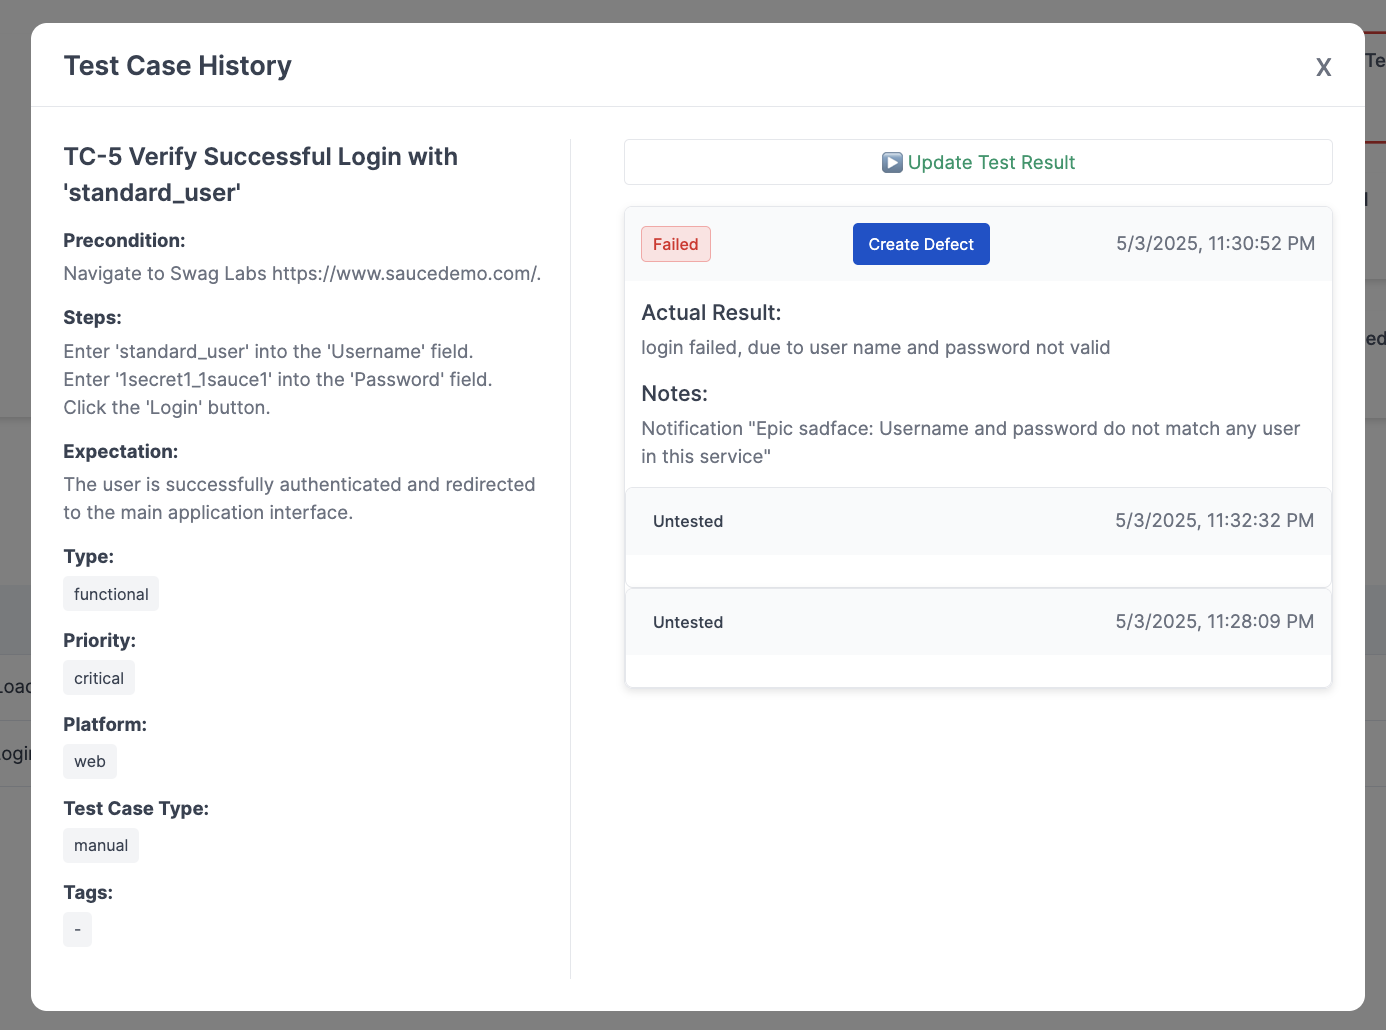 Test Case History
X
TC-5 Verify Successful Login with
'standard_user'
Precondition:
Navigate to Swag Labs https://www.saucedemo.com/.
Steps:
Enter 'standard_user' into the 'Username' field.
Enter '1secret1_1sauce1' into the 'Password' field.
Click the 'Login' button.
Expectation:
The user is successfully authenticated and redirected
to the main application interface.
Type:
functional
Priority:
critical
Platform:
web
Test Case Type:
manual
Tags:
-
Update Test Result
Failed
Create Defect
5/3/2025, 11:30:52 PM
Actual Result:
login failed, due to user name and password not valid
Notes:
Notification "Epic sadface: Username and password do not match any user
in this service"
Untested
5/3/2025, 11:32:32 PM
Untested
5/3/2025, 11:28:09 PM